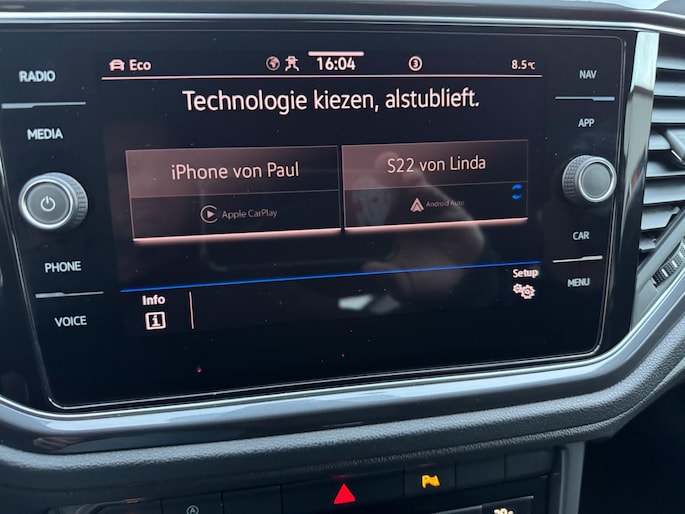 RADIO
MEDIA
PHONE
VOICE
Eco
16:04
3
8.5°C
Technologie kiezen, alstublieft.
iPhone von Paul
Apple CarPlay
S22 von Linda
Android Auto
Info
Setup
NAV
APP
CAR
MENU
A